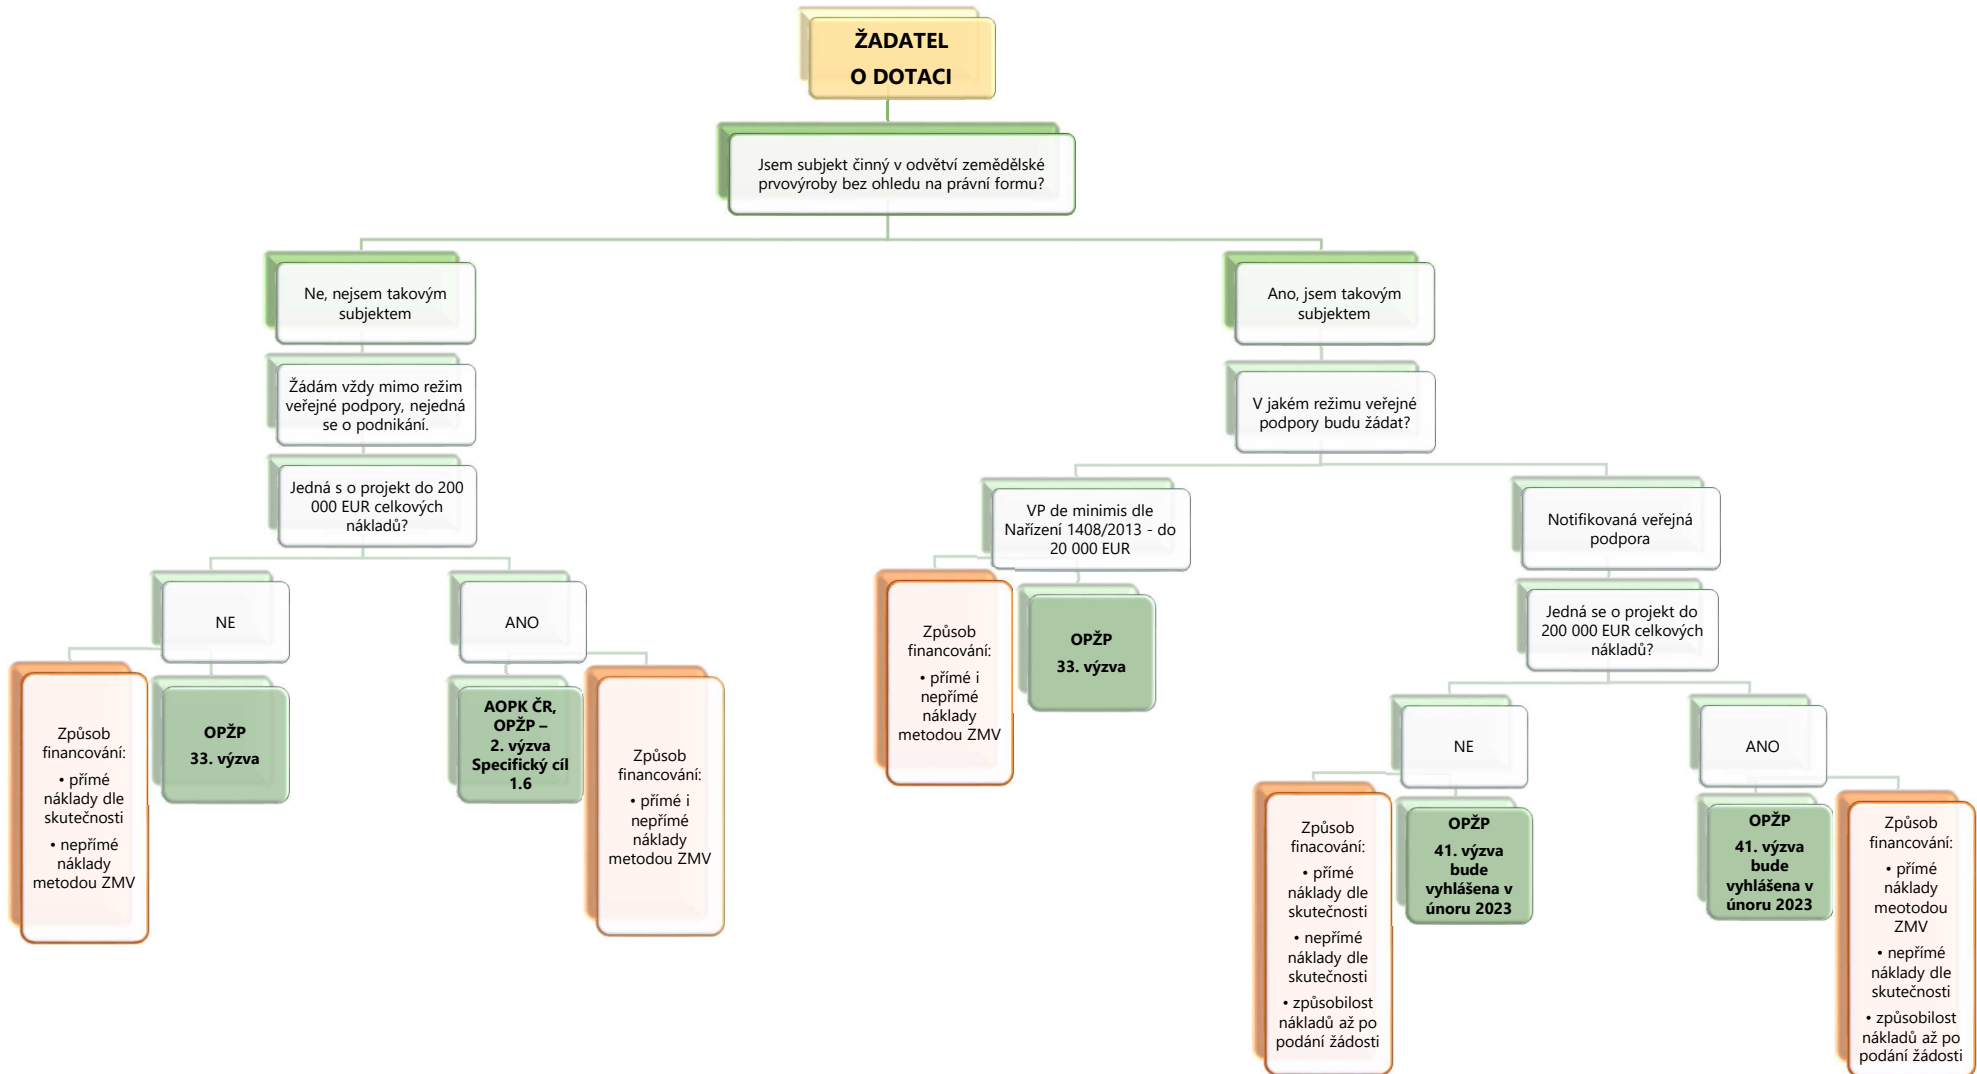 ŽADATEL
O DOTACI
Jsem subjekt činný v odvětví zemědělské
prvovýroby bez ohledu na právní formu?
Ne, nejsem takovým
subjektem
Žádám vždy mimo režim
veřejné podpory, nejedná
se o podnikání.
Jedná s o projekt do 200
000 EUR celkových
nákladů?
NE
Způsob
financování:
• přímé
náklady dle
skutečnosti
• nepřímé
náklady
metodou ZMV
OPŽP
33. výzva
ANO
AOPK ČR,
OPŽP –
2. výzva
Specifický cíl
1.6
Způsob
financování:
• přímé i
nepřímé
náklady
metodou ZMV
Ano, jsem takovým
subjektem
V jakém režimu veřejné
podpory budu žádat?
VP de minimis dle
Nařízení 1408/2013 - do
20 000 EUR
Způsob
financování:
• přímé i
nepřímé
náklady
metodou ZMV
OPŽP
33. výzva
Notifikovaná veřejná
podpora
Jedná se o projekt do
200 000 EUR celkových
nákladů?
NE
Způsob
finacování:
• přímé
náklady dle
skutečnosti
• nepřímé
náklady dle
skutečnosti
• způsobilost
nákladů až po
podání žádosti
OPŽP
41. výzva
bude
vyhlášena v
únoru 2023
ANO
OPŽP
41. výzva
bude
vyhlášena v
únoru 2023
Způsob
financování:
• přímé
náklady
meotodou
ZMV
• nepřímé
náklady dle
skutečnosti
• způsobilost
nákladů až po
podání žádosti